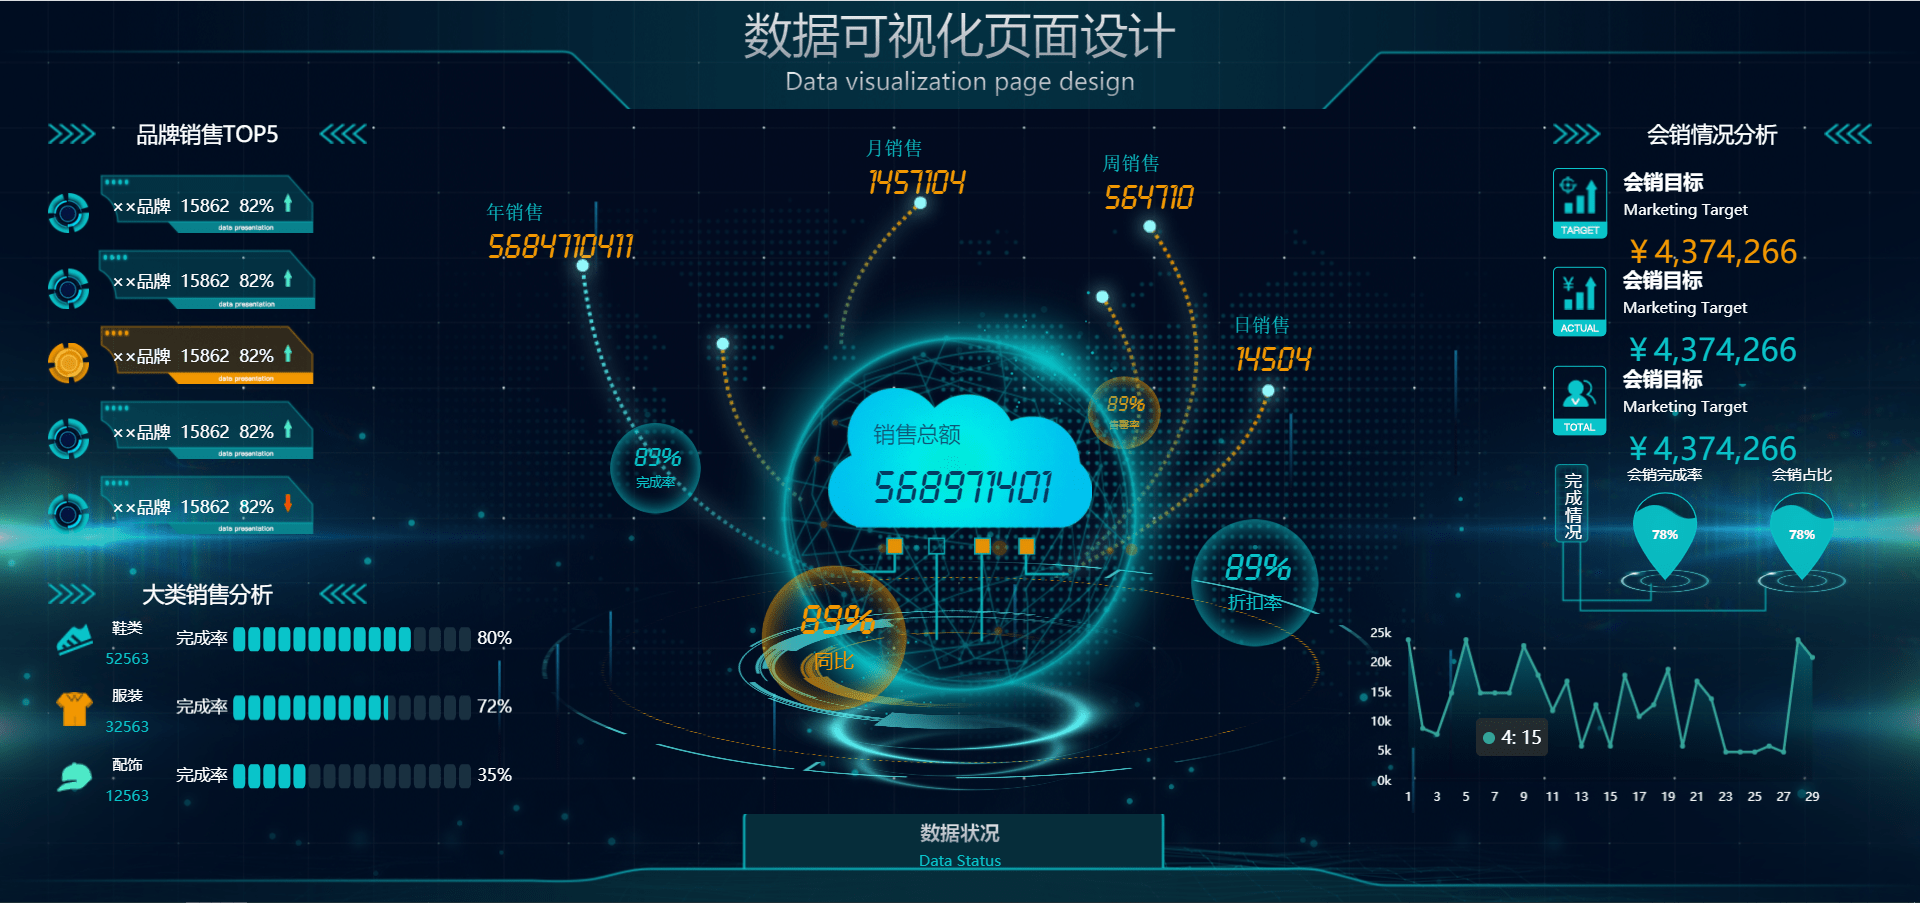 数据可视化页面设计
Data visualization page design
品牌销售TOP5
××品牌 15862 82%
data presentation
××品牌 15862 82%
data presentation
××品牌 15862 82%
data presentation
××品牌 15862 82%
data presentation
××品牌 15862 82%
data presentation
大类销售分析
鞋类
52563
完成率
80%
服装
32563
完成率
72%
配饰
12563
完成率
35%
年销售
5684710411
月销售
1457104
周销售
564710
日销售
14504
销售总额
568971401
89%
完成率
89%
89%
同比
89%
折扣率
数据状况
Data Status
会销情况分析
TARGET
会销目标
Marketing Target
¥4,374,266
¥
ACTUAL
会销目标
Marketing Target
¥4,374,266
TOTAL
会销目标
Marketing Target
¥4,374,266
完成情况
会销完成率
78%
会销占比
78%
25k
20k
15k
10k
5k
0k
4: 15
1 3 5 7 9 11 13 15 17 19 21 23 25 27 29